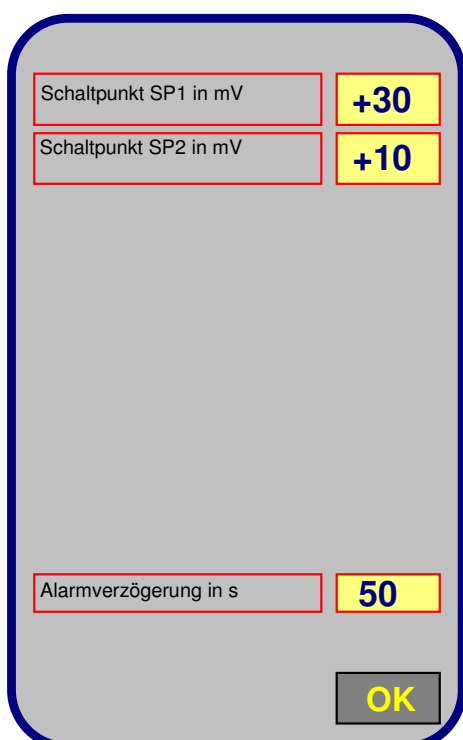 Schaltpunkt SP1 in mV +30
Schaltpunkt SP2 in mV +10
Alarmverzögerung in s 50
OK